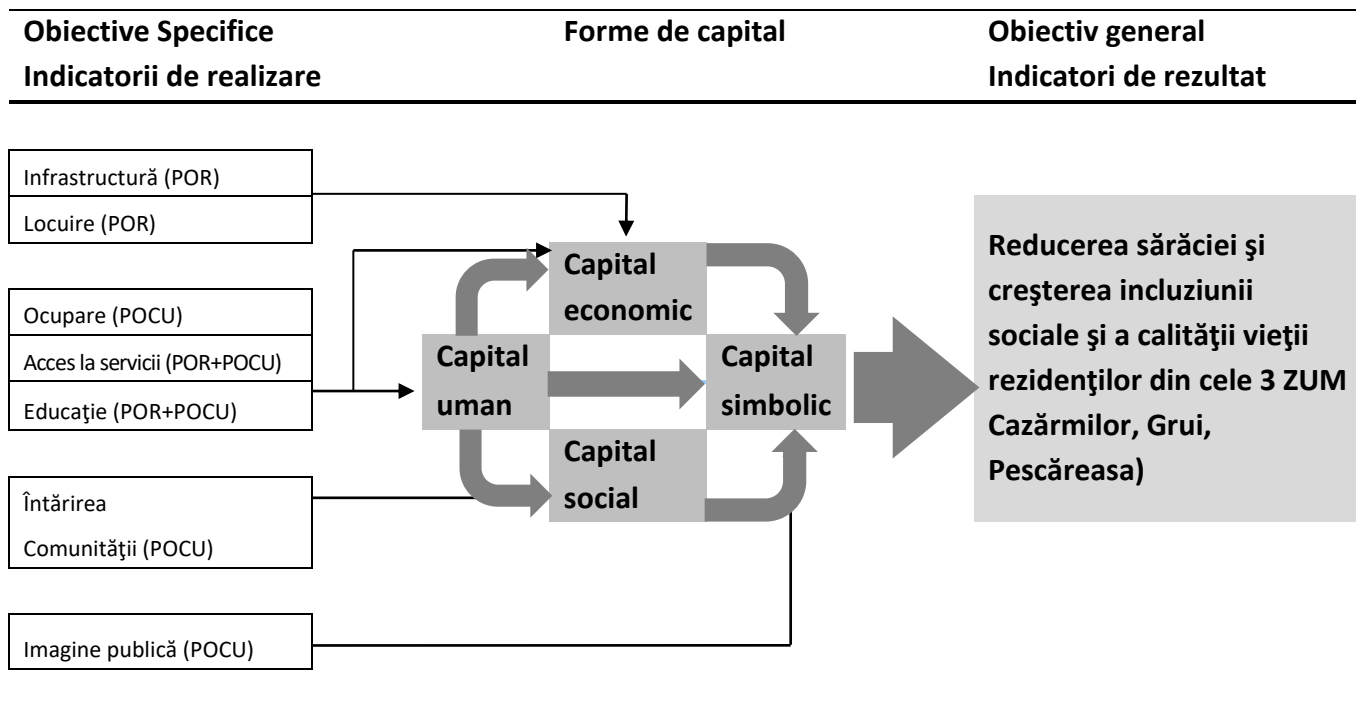 Obiective Specifice
Indicatorii de realizare
Forme de capital
Obiectiv general
Indicatori de rezultat
Infrastructură (POR)
Locuire (POR)
Ocupare (POCU)
Acces la servicii (POR+POCU)
Educaţie (POR+POCU)
Întărirea
Comunităţii (POCU)
Imagine publică (POCU)
Capital
economic
Capital
uman
Capital
simbolic
Capital
social
Reducerea sărăciei şi
creşterea incluziunii
sociale şi a calităţii vieţii
rezidenţilor din cele 3 ZUM
Cazărmilor, Grui,
Pescăreasa)